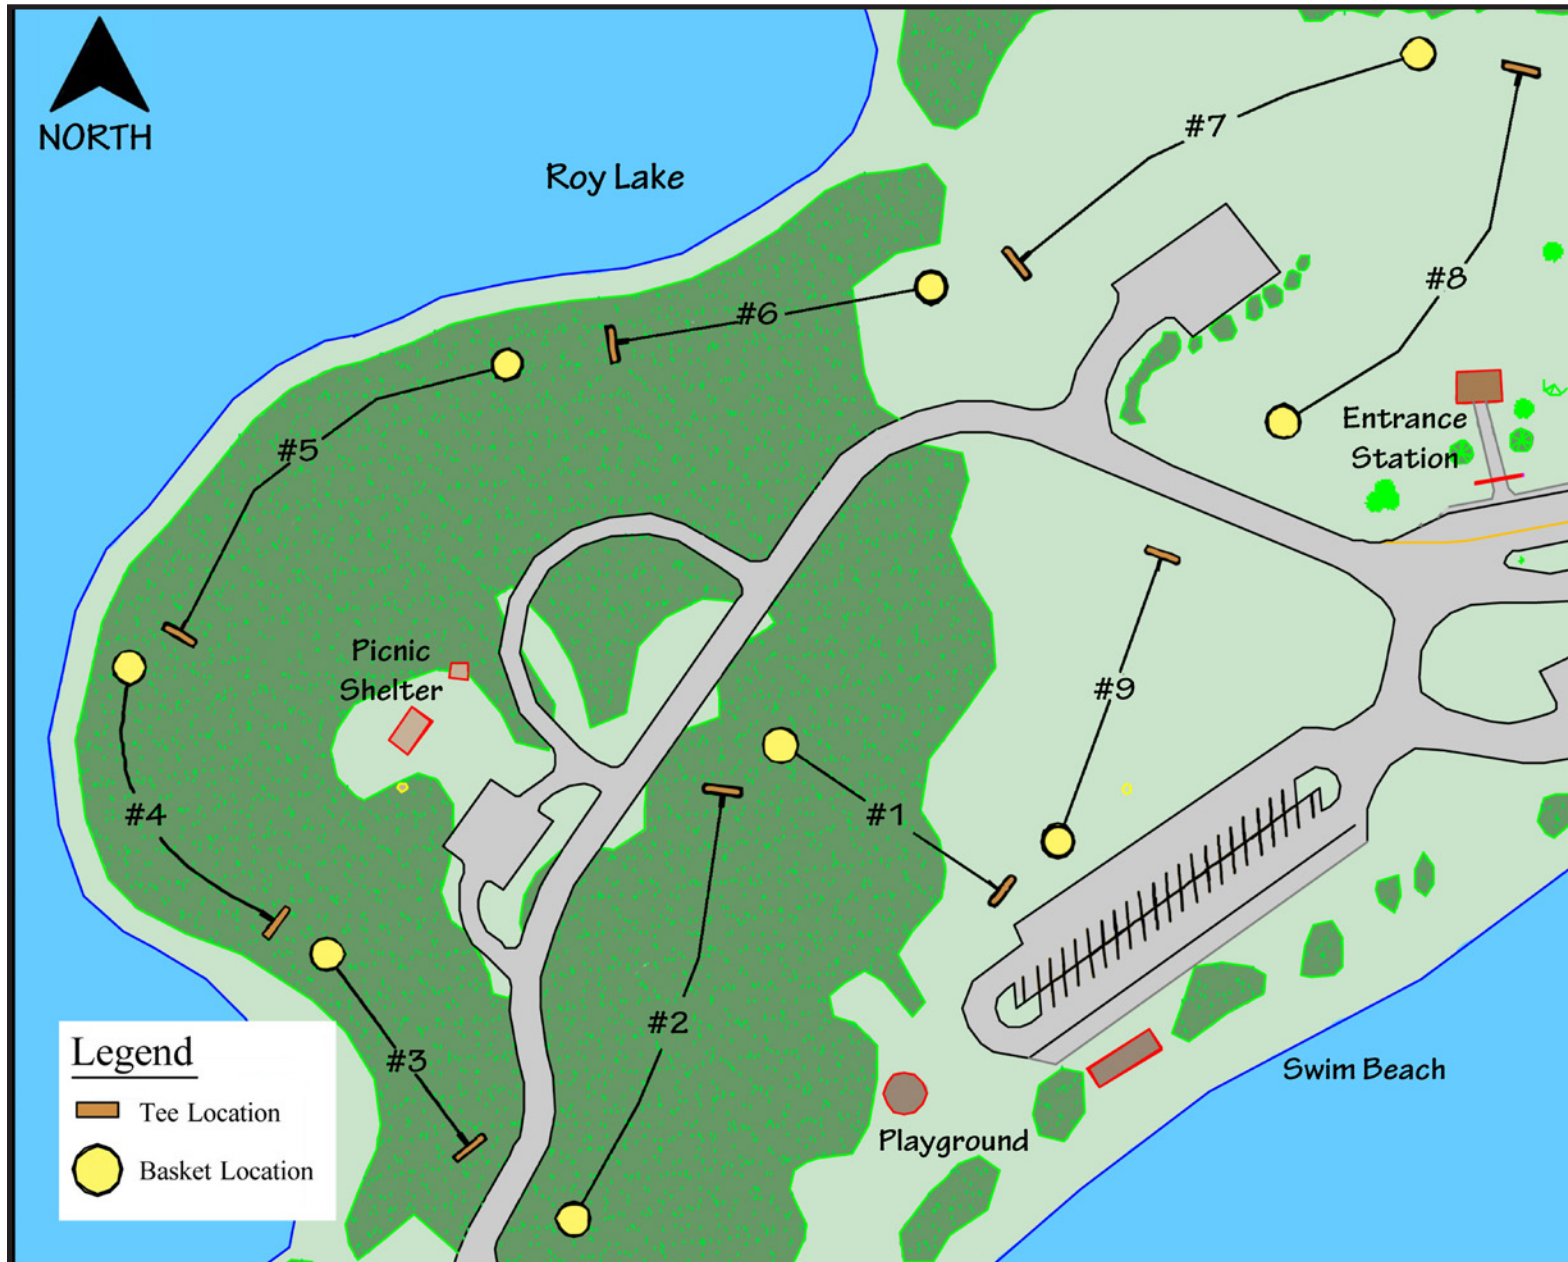 NORTH
Roy Lake
#7
#8
#6
Entrance
Station
#5
Picnic
Shelter
#9
#4
#1
#2
#3
Legend
Tee Location
Basket Location
Swim Beach
Playground